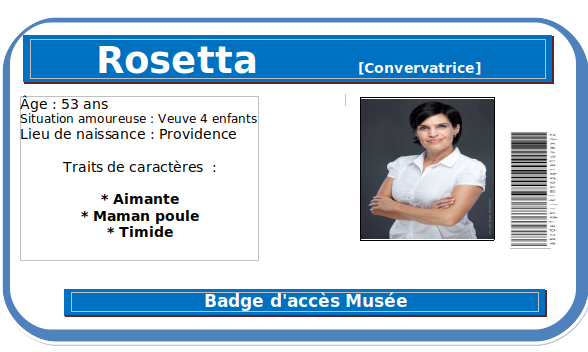 Rosetta
[Convervatrice]
Âge : 53 ans
Situation amoureuse : Veuve 4 enfants
Lieu de naissance : Providence
Traits de caractères :
* Aimante
* Maman poule
* Timide
Badge d'accès Musée